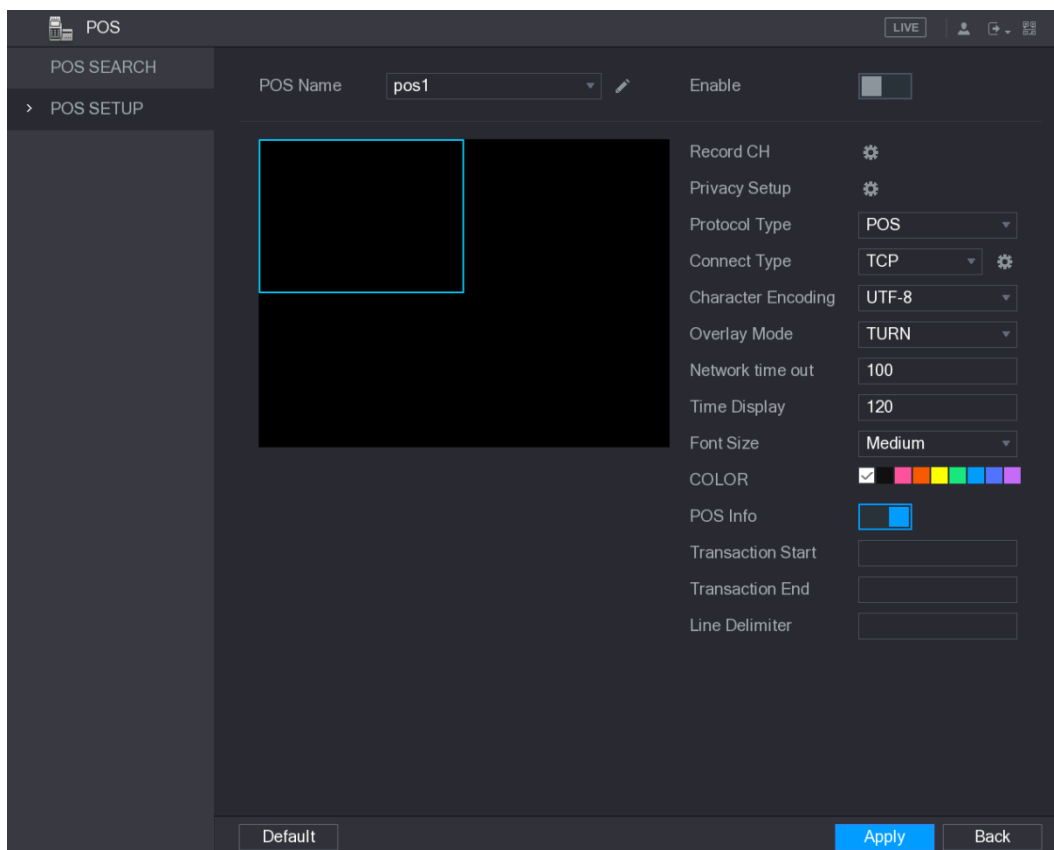 POS
LIVE
POS SEARCH
POS SETUP
POS Name pos1 Enable
Record CH
Privacy Setup
Protocol Type POS
Connect Type TCP
Character Encoding UTF-8
Overlay Mode TURN
Network time out 100
Time Display 120
Font Size Medium
COLOR
POS Info
Transaction Start
Transaction End
Line Delimiter
Default Apply Back